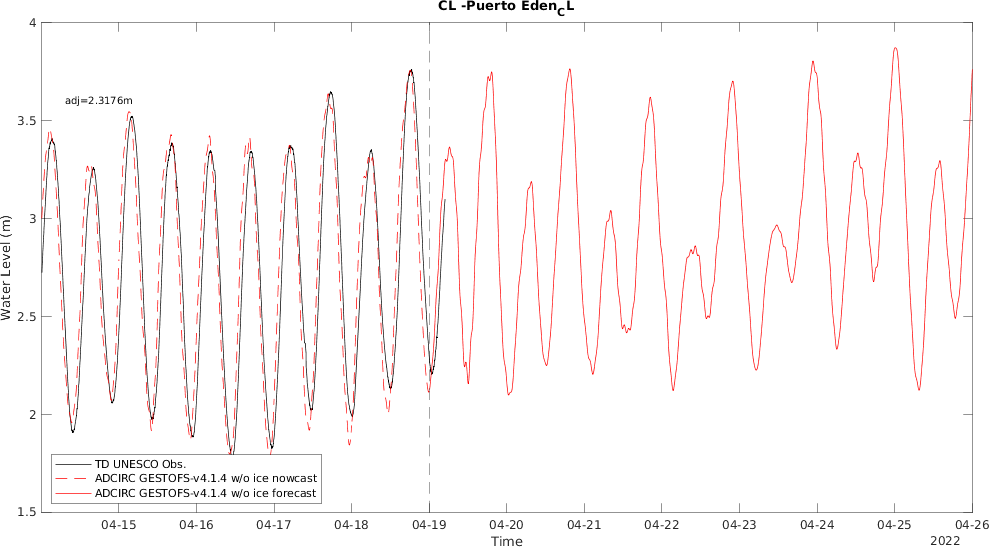 CL -Puerto Eden_CL
adj=2.3176m
4
3.5
3
2.5
2
1.5
Water Level (m)
TD UNESCO Obs.
ADCIRC GESTOFS-v4.1.4 w/o ice nowcast
ADCIRC GESTOFS-v4.1.4 w/o ice forecast
04-15 04-16 04-17 04-18 04-19 04-20 04-21 04-22 04-23 04-24 04-25 04-26
Time
2022